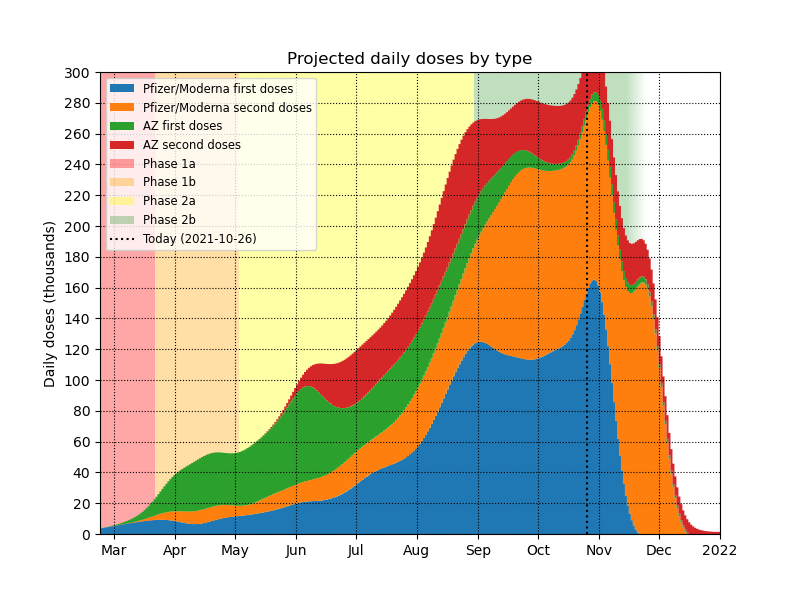 Projected daily doses by type
Daily doses (thousands)
300
280
260
240
220
200
180
160
140
120
100
80
60
40
20
0
Pfizer/Moderna first doses
Pfizer/Moderna second doses
AZ first doses
AZ second doses
Phase 1a
Phase 1b
Phase 2a
Phase 2b
Today (2021-10-26)
Mar Apr May Jun Jul Aug Sep Oct Nov Dec 2022